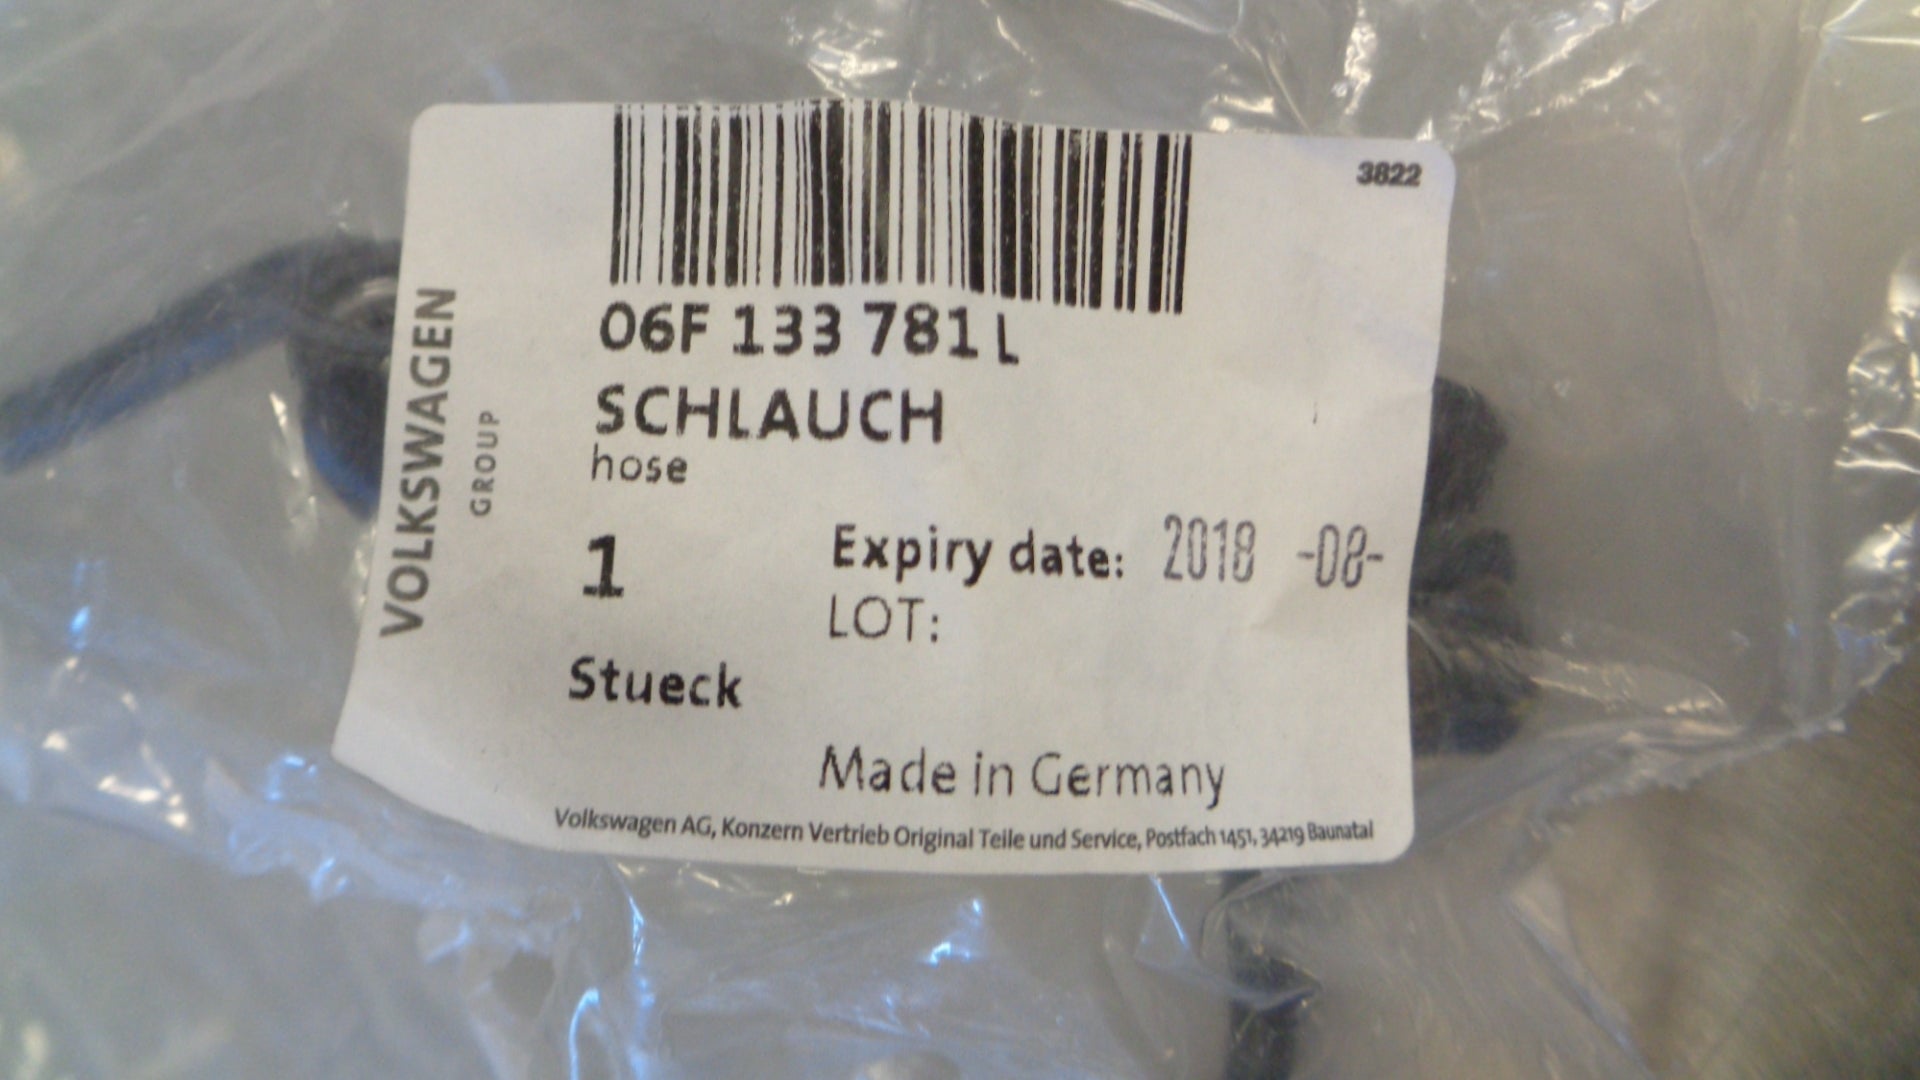 3822
06F 133 781 L
SCHLAUCH
hose
VOLKSWAGEN
GROUP
1
Expiry date: 2018 -08-
LOT:
Stueck
Made in Germany
Volkswagen AG, Konzern Vertrieb Original Teile und Service, Postfach 1451, 34219 Baunatal